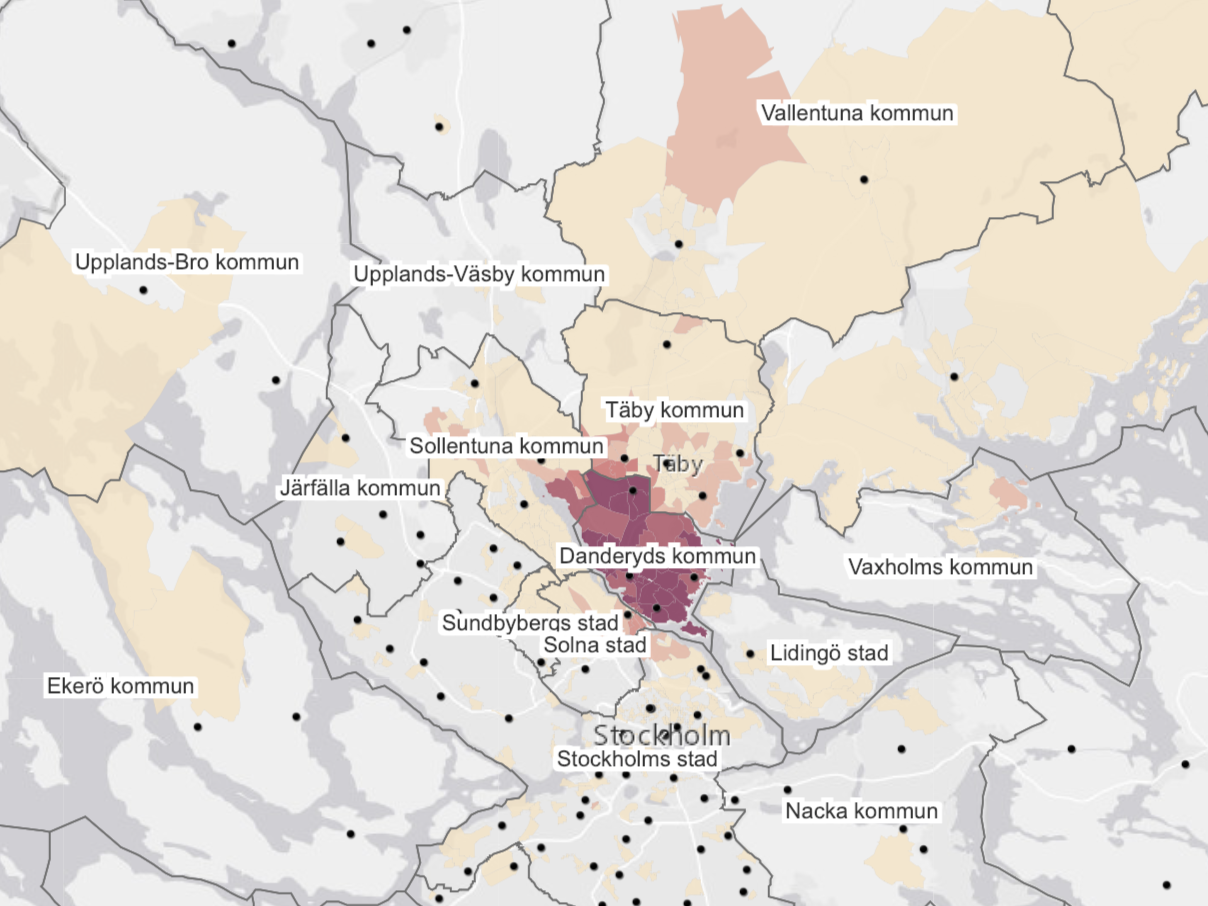 Vallentuna kommun
Upplands-Bro kommun
Upplands-Väsby kommun
Täby kommun
Sollentuna kommun
Täby
Järfälla kommun
Danderyds kommun
Vaxholms kommun
Sundbybergs stad
Solna stad
Lidingö stad
Ekerö kommun
Stockholm
Stockholms stad
Nacka kommun